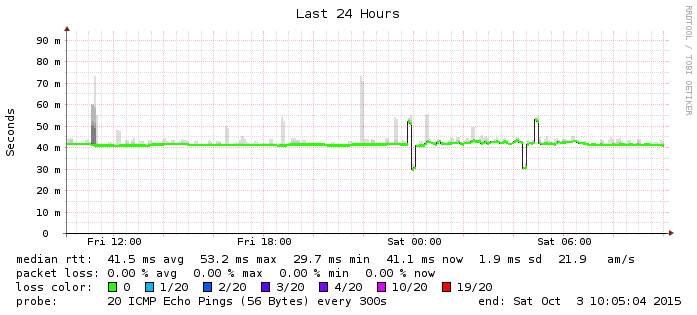 Last 24 Hours
RRDTOOL / TOBI OETIKER
Seconds
90 m
80 m
70 m
60 m
50 m
40 m
30 m
20 m
10 m
0
Fri 12:00 Fri 18:00 Sat 00:00 Sat 06:00
median rtt: 41.5 ms avg 53.2 ms max 29.7 ms min 41.1 ms now 1.9 ms sd 21.9 am/s
packet loss: 0.00 % avg 0.00 % max 0.00 % min 0.00 % now
loss color: 0 1/20 2/20 3/20 4/20 10/20 19/20
probe: 20 ICMP Echo Pings (56 Bytes) every 300s end: Sat Oct 3 10:05:04 2015